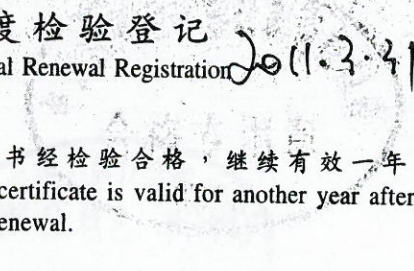 度检验登记
al Renewal Registration 2011.3.31
书经检验合格，继续有效一年
certificate is valid for another year after
enewal.